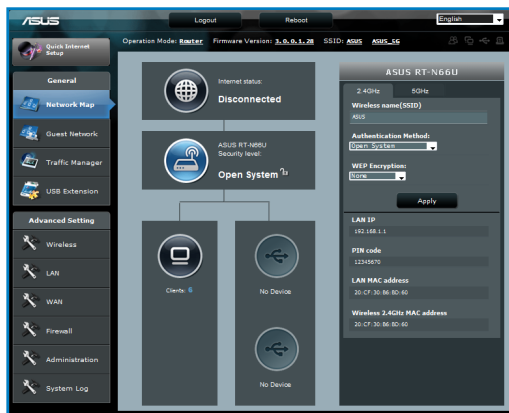 ASUS
Logout
Reboot
English
Quick Internet
Setup
Operation Mode: Router Firmware Version: 3.0.0.1.28 SSID: ASUS ASUS_5G
General
Network Map
Guest Network
Traffic Manager
USB Extension
Advanced Setting
Wireless
LAN
WAN
Firewall
Administration
System Log
Internet status:
Disconnected
ASUS RT-N66U
Security level:
Open System
Clients: 6
No Device
No Device
ASUS RT-N66U
2.4GHz 5GHz
Wireless name(SSID)
ASUS
Authentication Method:
Open System
WEP Encryption:
None
Apply
LAN IP
192.168.1.1
PIN code
12345670
LAN MAC address
20:CF:30:86:8D:60
Wireless 2.4GHz MAC address
20:CF:30:86:8D:60